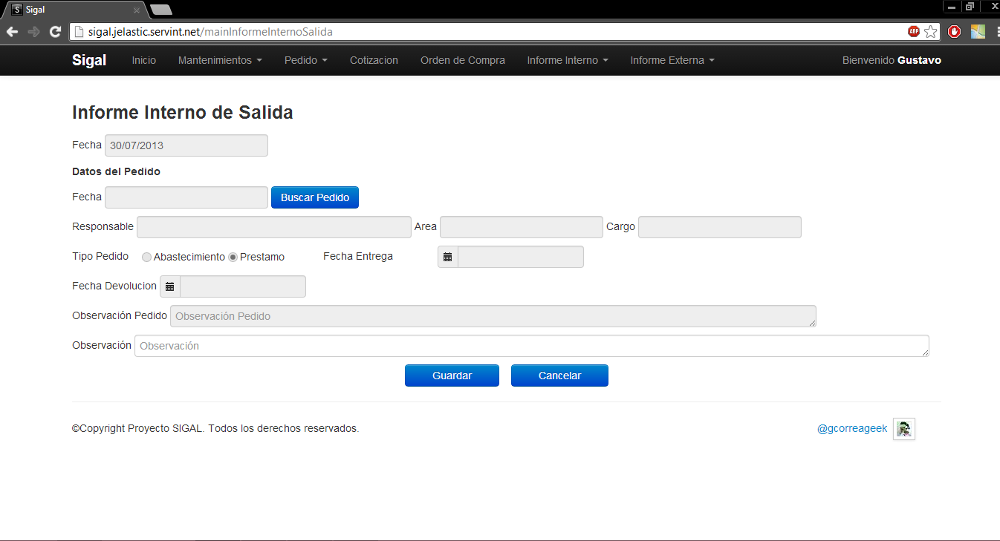 S Sigal
sigal.jelastic.servint.net/mainInformeInternoSalida ABP
Sigal Inicio Mantenimientos Pedido Cotizacion Orden de Compra Informe Interno Informe Externa Bienvenido Gustavo
Informe Interno de Salida
Fecha 30/07/2013
Datos del Pedido
Fecha Buscar Pedido
Responsable Area Cargo
Tipo Pedido Abastecimiento Prestamo Fecha Entrega
Fecha Devolucion
Observación Pedido Observación Pedido
Observación Observación
Guardar Cancelar
©Copyright Proyecto SIGAL. Todos los derechos reservados. @gcorreageek